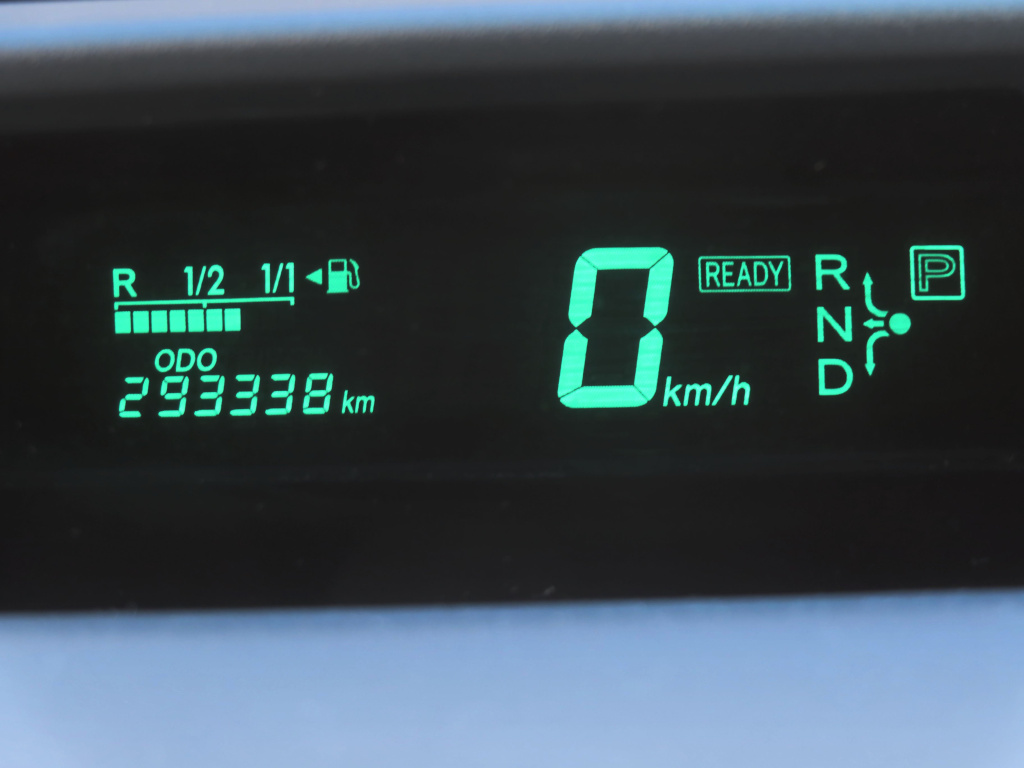 R 1/2 1/1
ODO
293338 km
0 km/h
READY
R
N
D
P